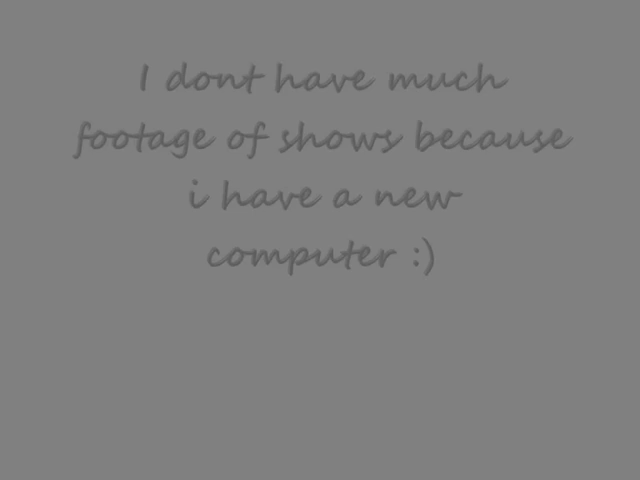 I dont have much
footage of shows because
i have a new
computer :)